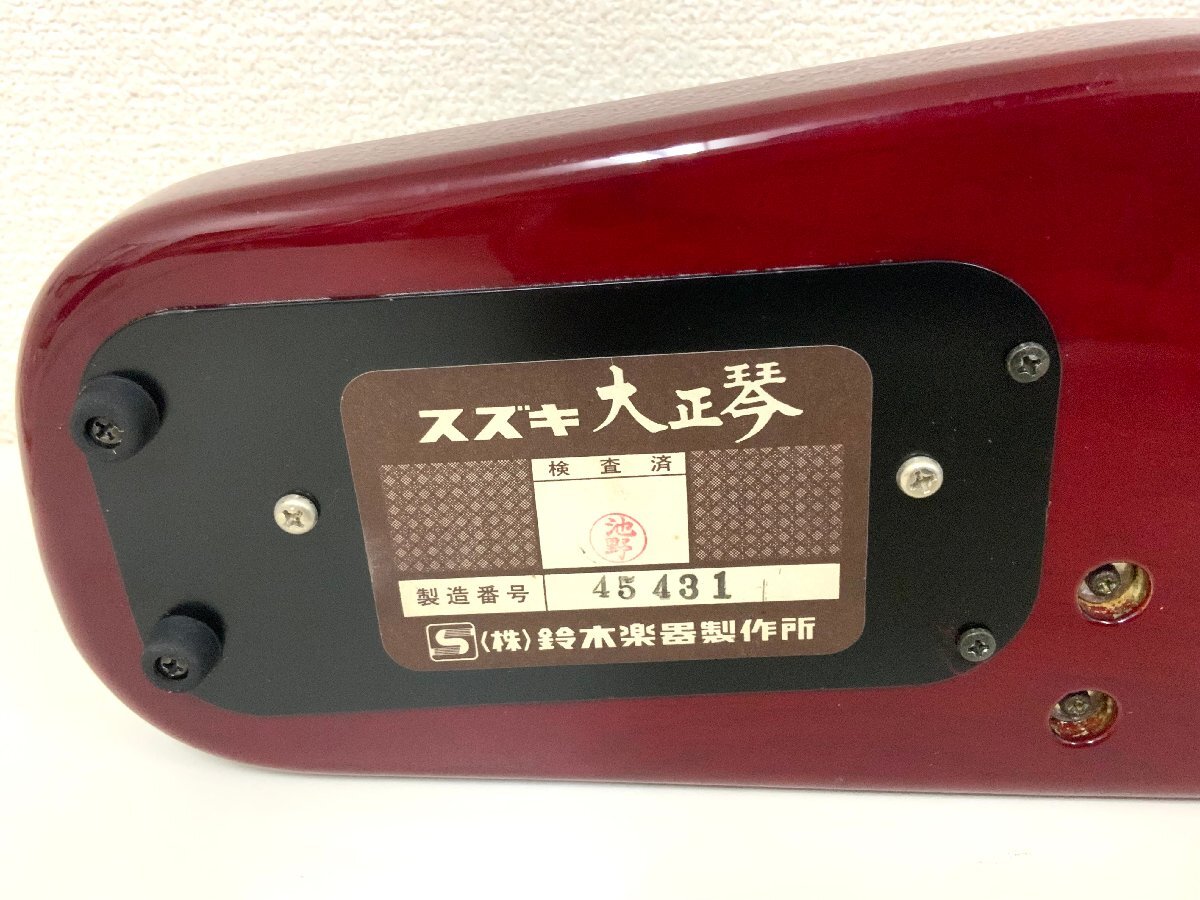 スズキ 大正琴
検査済
池野
製造番号 45431
S (株)鈴木楽器製作所